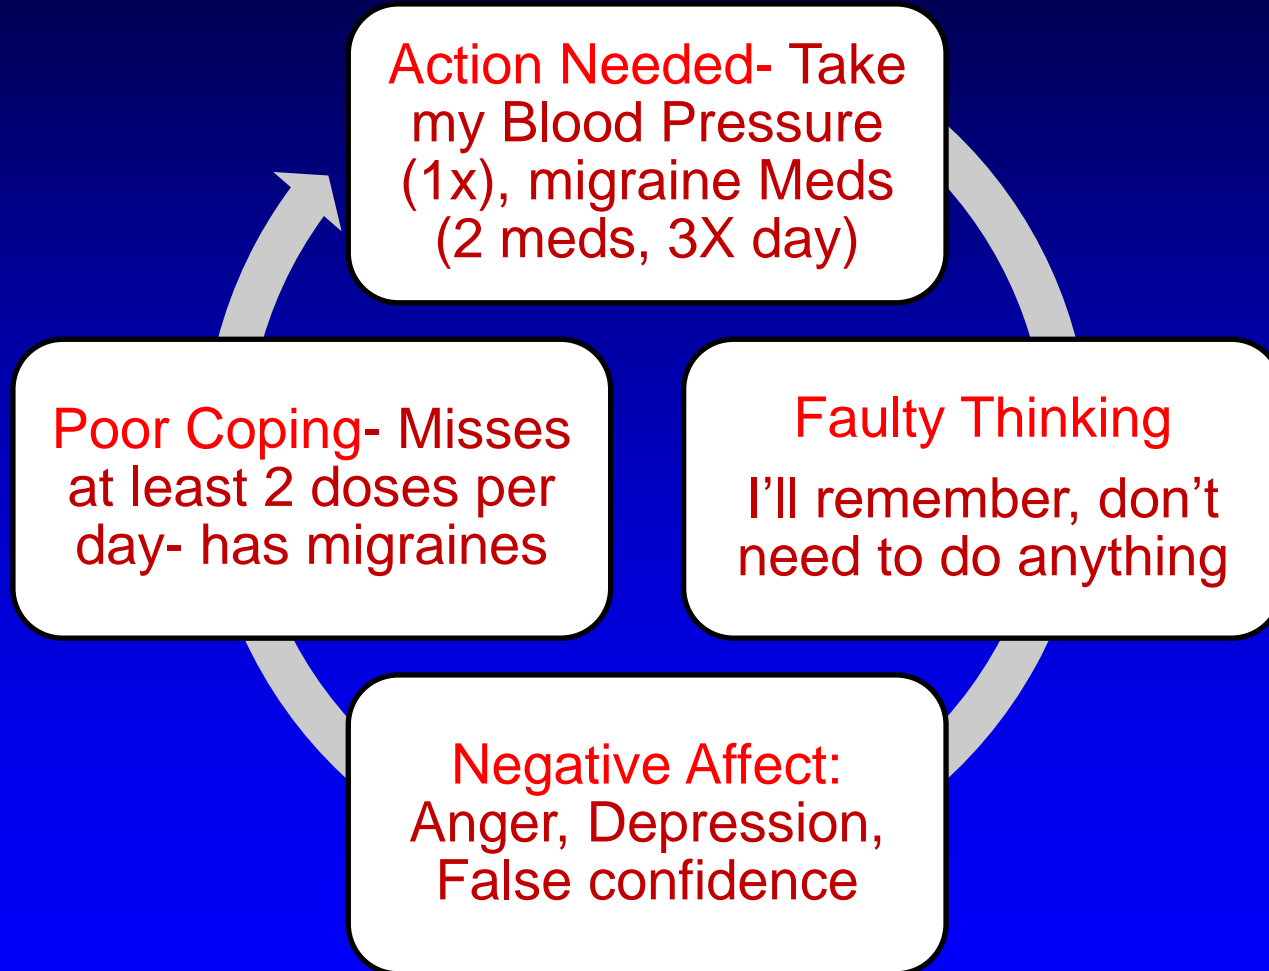 Action Needed- Take
my Blood Pressure
(1x), migraine Meds
(2 meds, 3X day)
Faulty Thinking
I’ll remember, don’t
need to do anything
Negative Affect:
Anger, Depression,
False confidence
Poor Coping- Misses
at least 2 doses per
day- has migraines